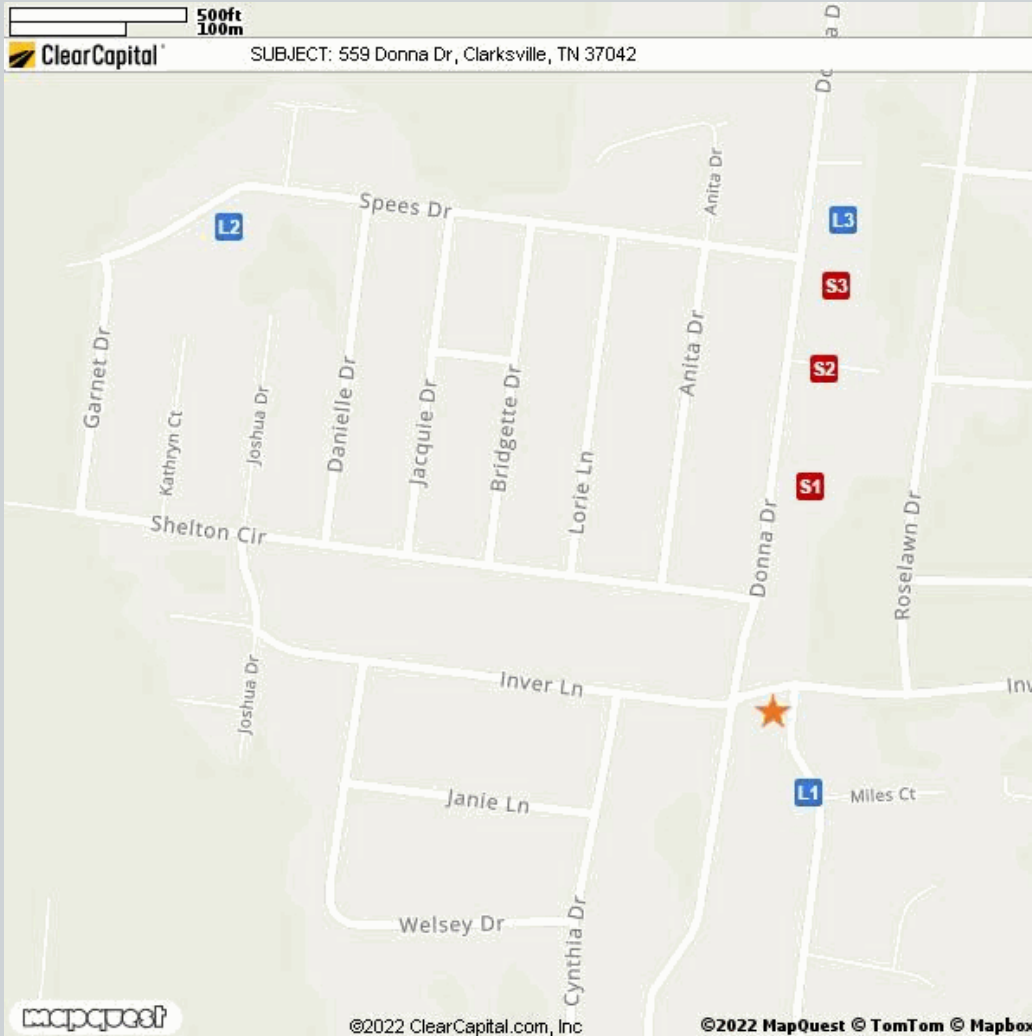 500ft
100m
ClearCapital
SUBJECT: 559 Donna Dr, Clarksville, TN 37042
a D
Do
Anita Dr
Spees Dr
L2
L3
S3
Garnet Dr
Anita Dr
S2
Danielle Dr
Jacquie Dr
Bridgette Dr
Joshua Dr
Kathryn Ct
Lorie Ln
S1
Shelton Cir
Donna Dr
Roselawn Dr
Joshua Dr
Inver Ln
Inv
L1
Miles Ct
Janie Ln
Welsey Dr
Cynthia Dr
mapquest
©2022 ClearCapital.com, Inc
©2022 MapQuest © TomTom © Mapbox